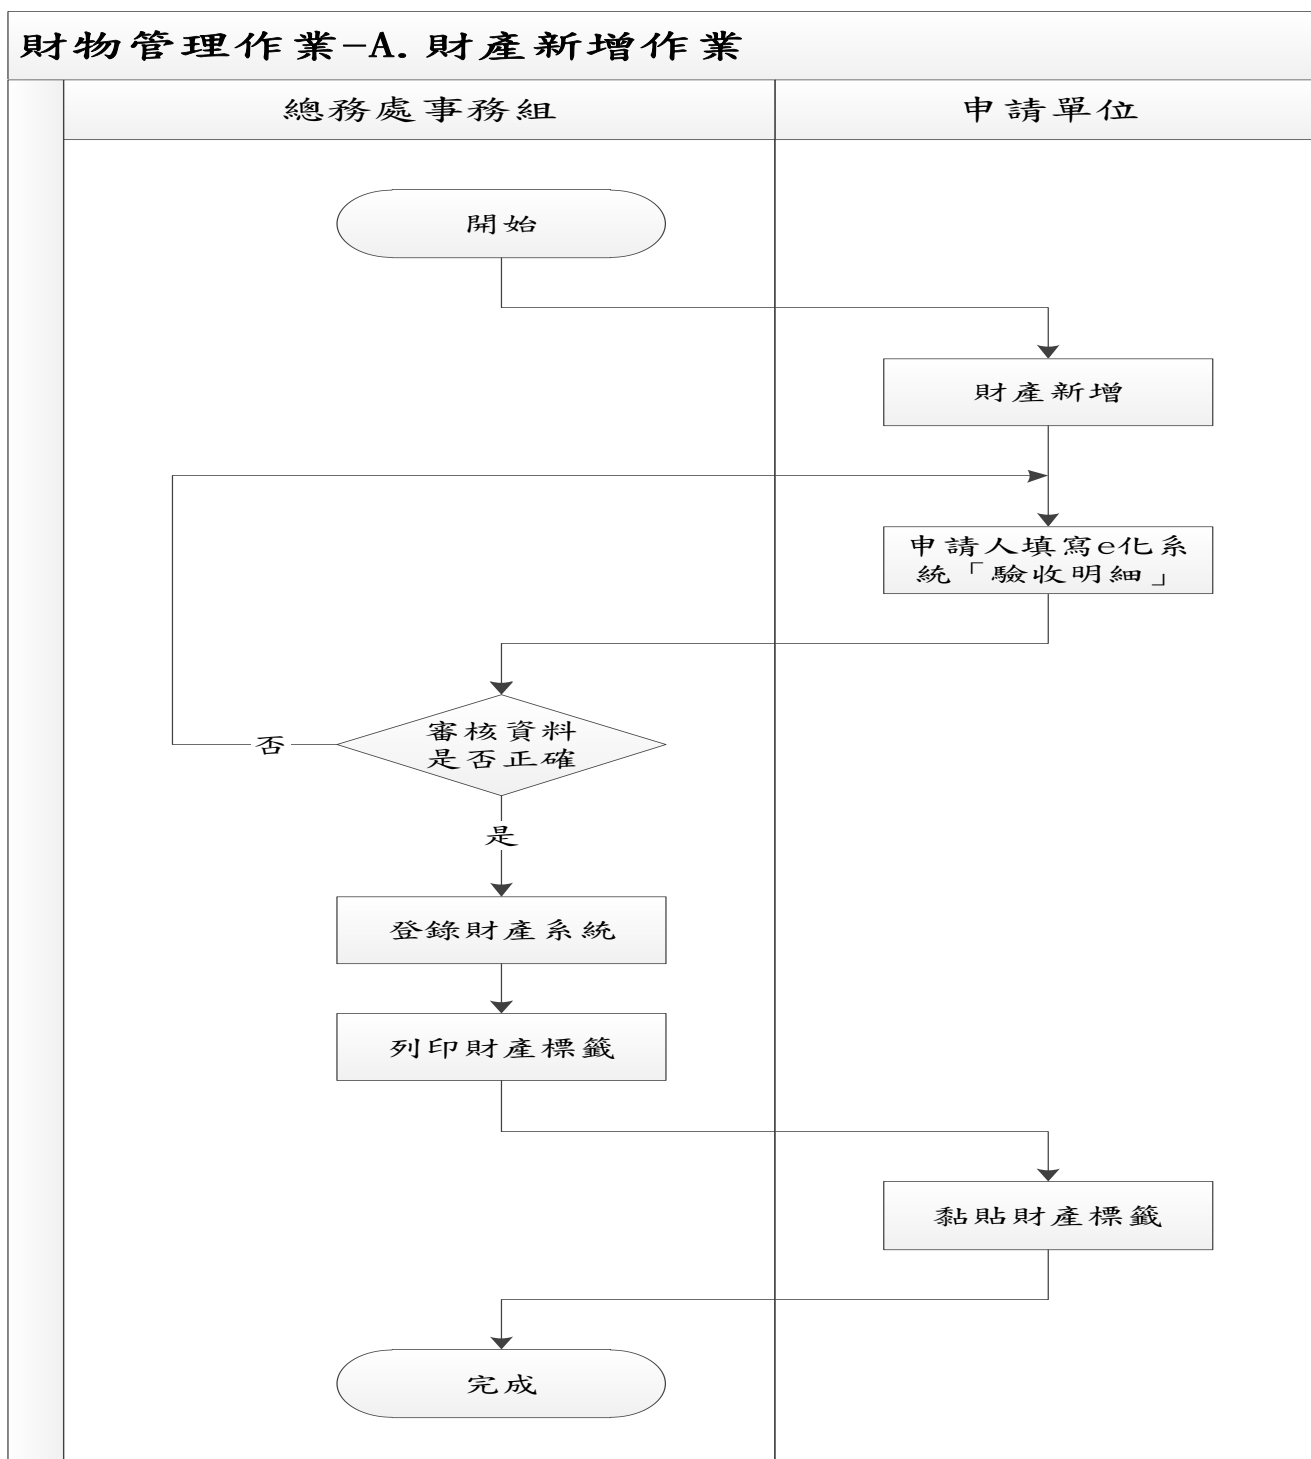 財物管理作業-A.財產新增作業
總務處事務組
申請單位
開始
財產新增
申請人填寫e化系
統「驗收明細」
審核資料
是否正確
否
是
登錄財產系統
列印財產標籤
黏貼財產標籤
完成